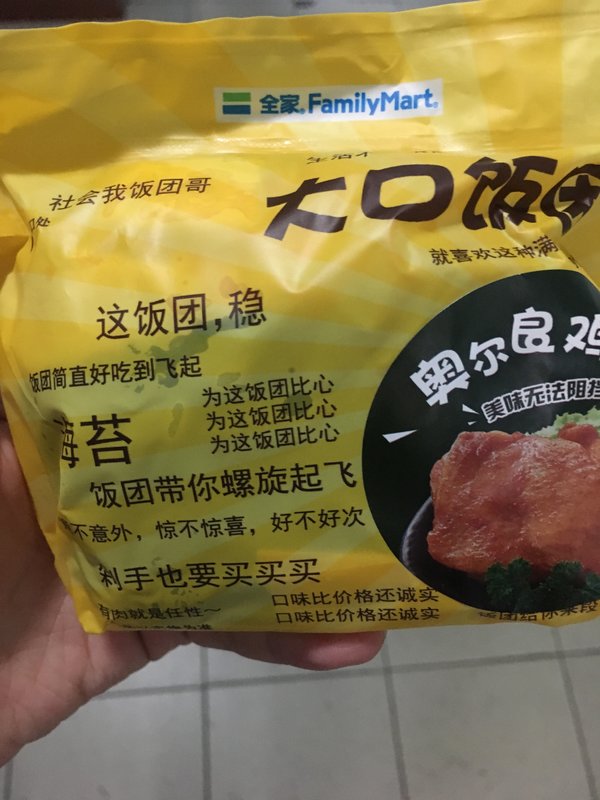 全家 FamilyMart
社会我饭团哥
大口饭团
就喜欢这种满
这饭团,稳
饭团简直好吃到飞起
为这饭团比心
为这饭团比心
为这饭团比心
海苔
饭团带你螺旋起飞
不意外，惊不惊喜，好不好次
剁手也要买买买
有肉就是任性~
口味比价格还诚实
口味比价格还诚实
奥尔良鸡
美味无法阻挡